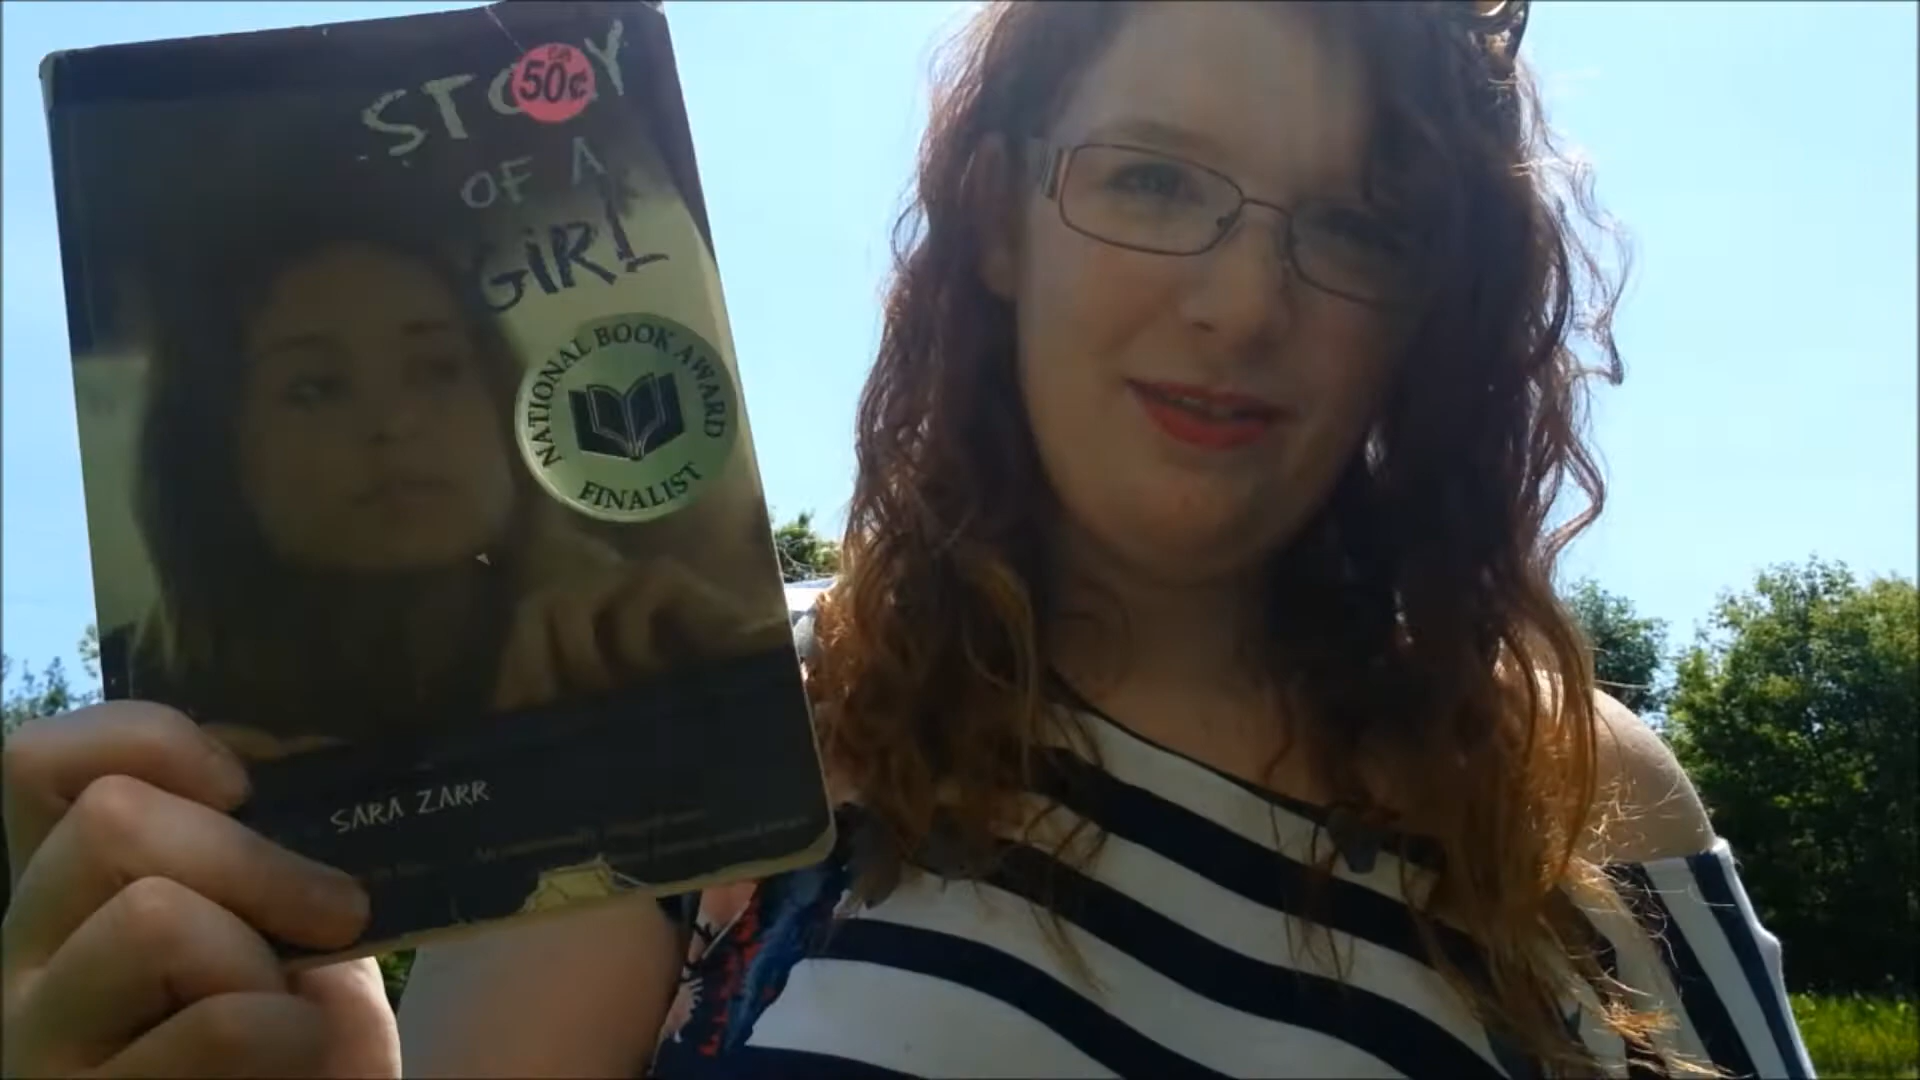 STORY
50¢
OF A
GiRL
NATIONAL BOOK AWARD
FINALIST
SARA ZARR